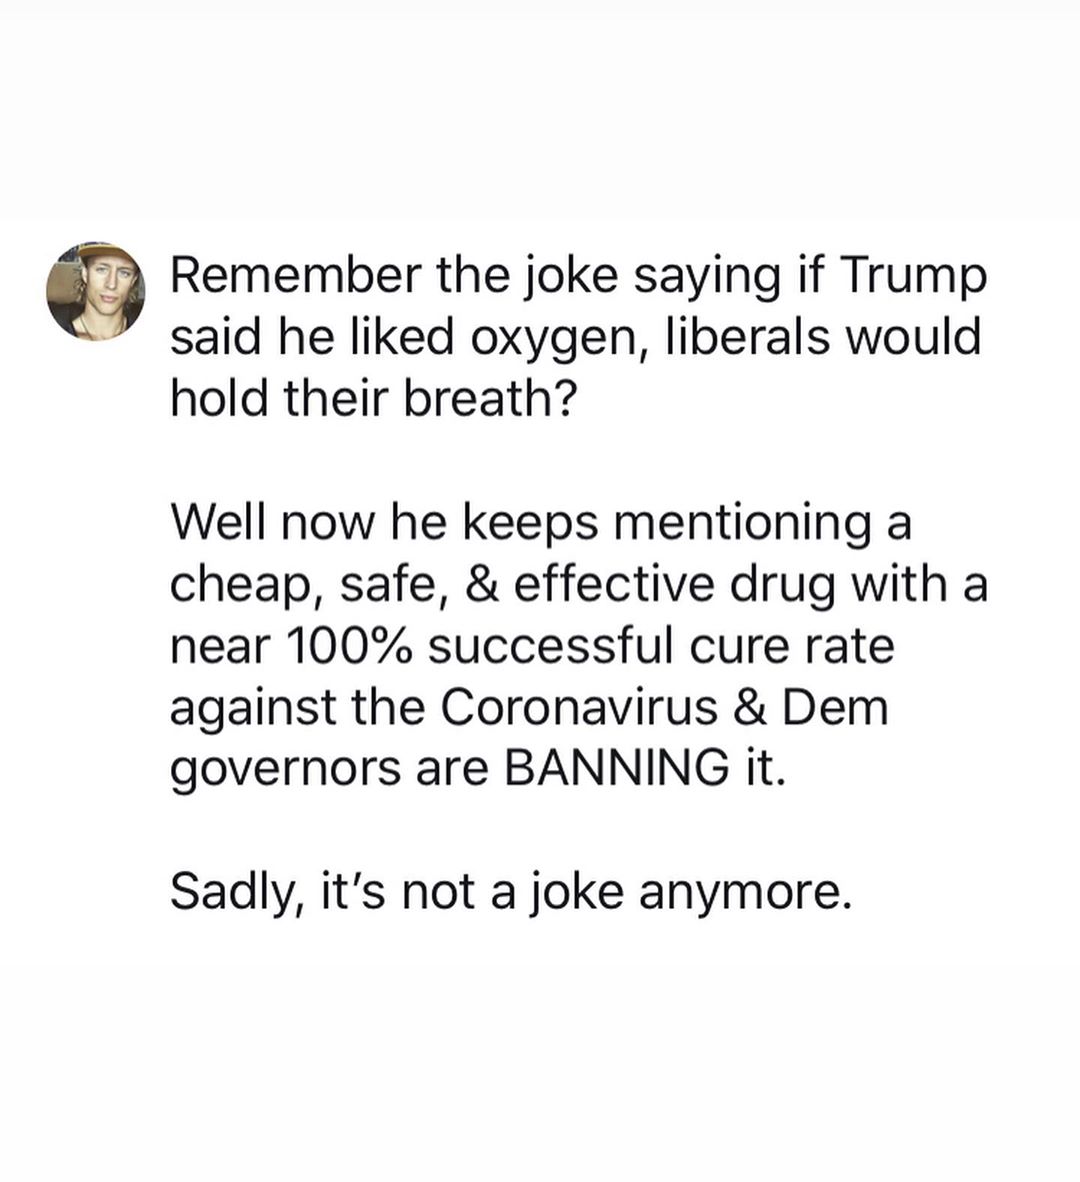 Remember the joke saying if Trump
said he liked oxygen, liberals would
hold their breath?
Well now he keeps mentioning a
cheap, safe, & effective drug with a
near 100% successful cure rate
against the Coronavirus & Dem
governors are BANNING it.
Sadly, it’s not a joke anymore.